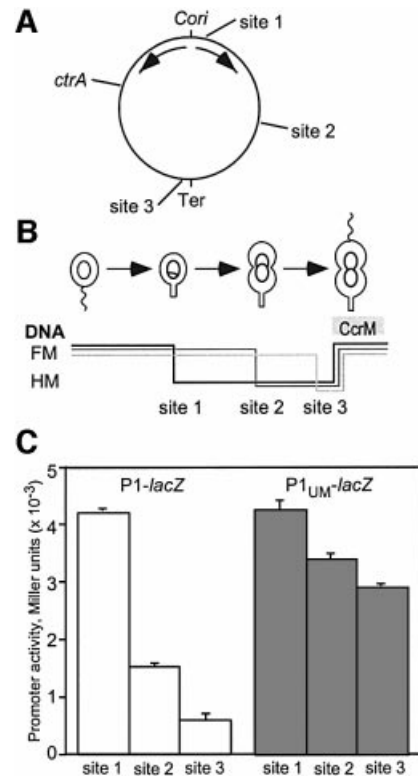 A
Cori
site 1
ctrA
site 2
site 3
Ter
B
DNA
CcrM
FM
HM
site 1 site 2 site 3
C
P1-lacZ P1UM-lacZ
Promoter activity, Miller units (x 10-3)
5
4
3
2
1
0
site 1 site 2 site 3 site 1 site 2 site 3